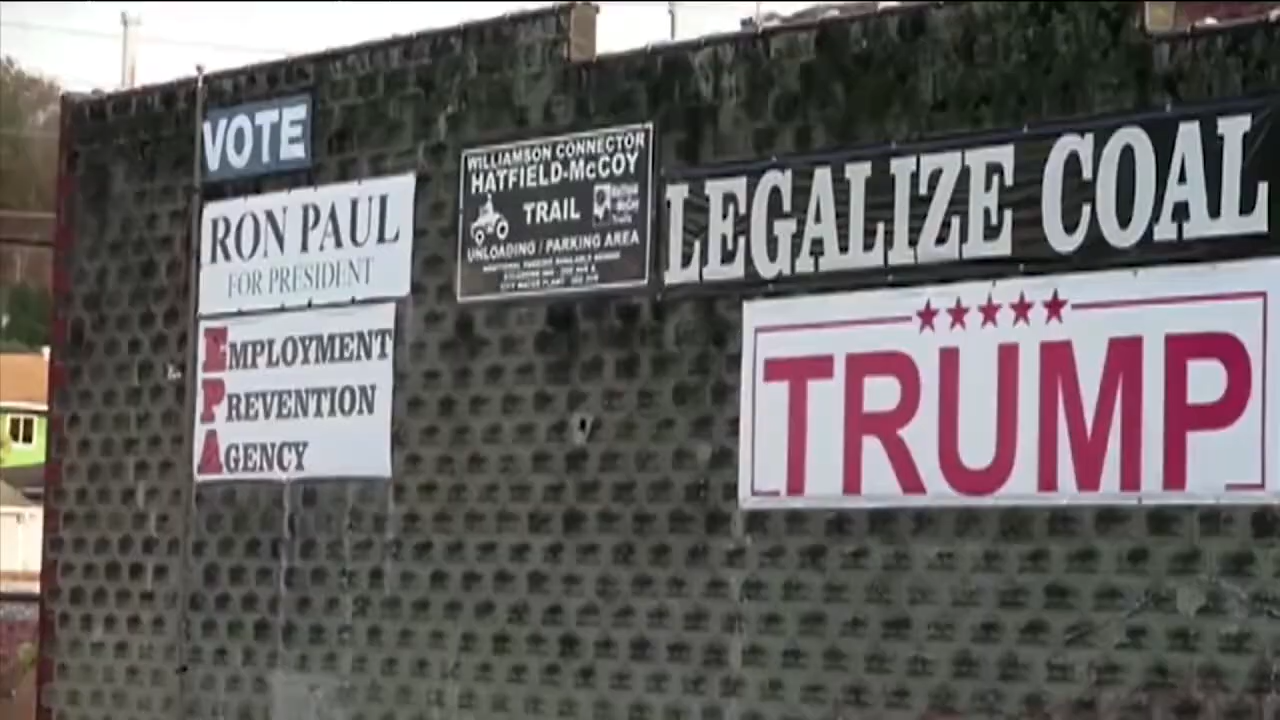 VOTE
RON PAUL
FOR PRESIDENT
EMPLOYMENT
PREVENTION
AGENCY
WILLIAMSON CONNECTOR
HATFIELD-McCOY
TRAIL
UNLOADING / PARKING AREA
LEGALIZE COAL
TRUMP